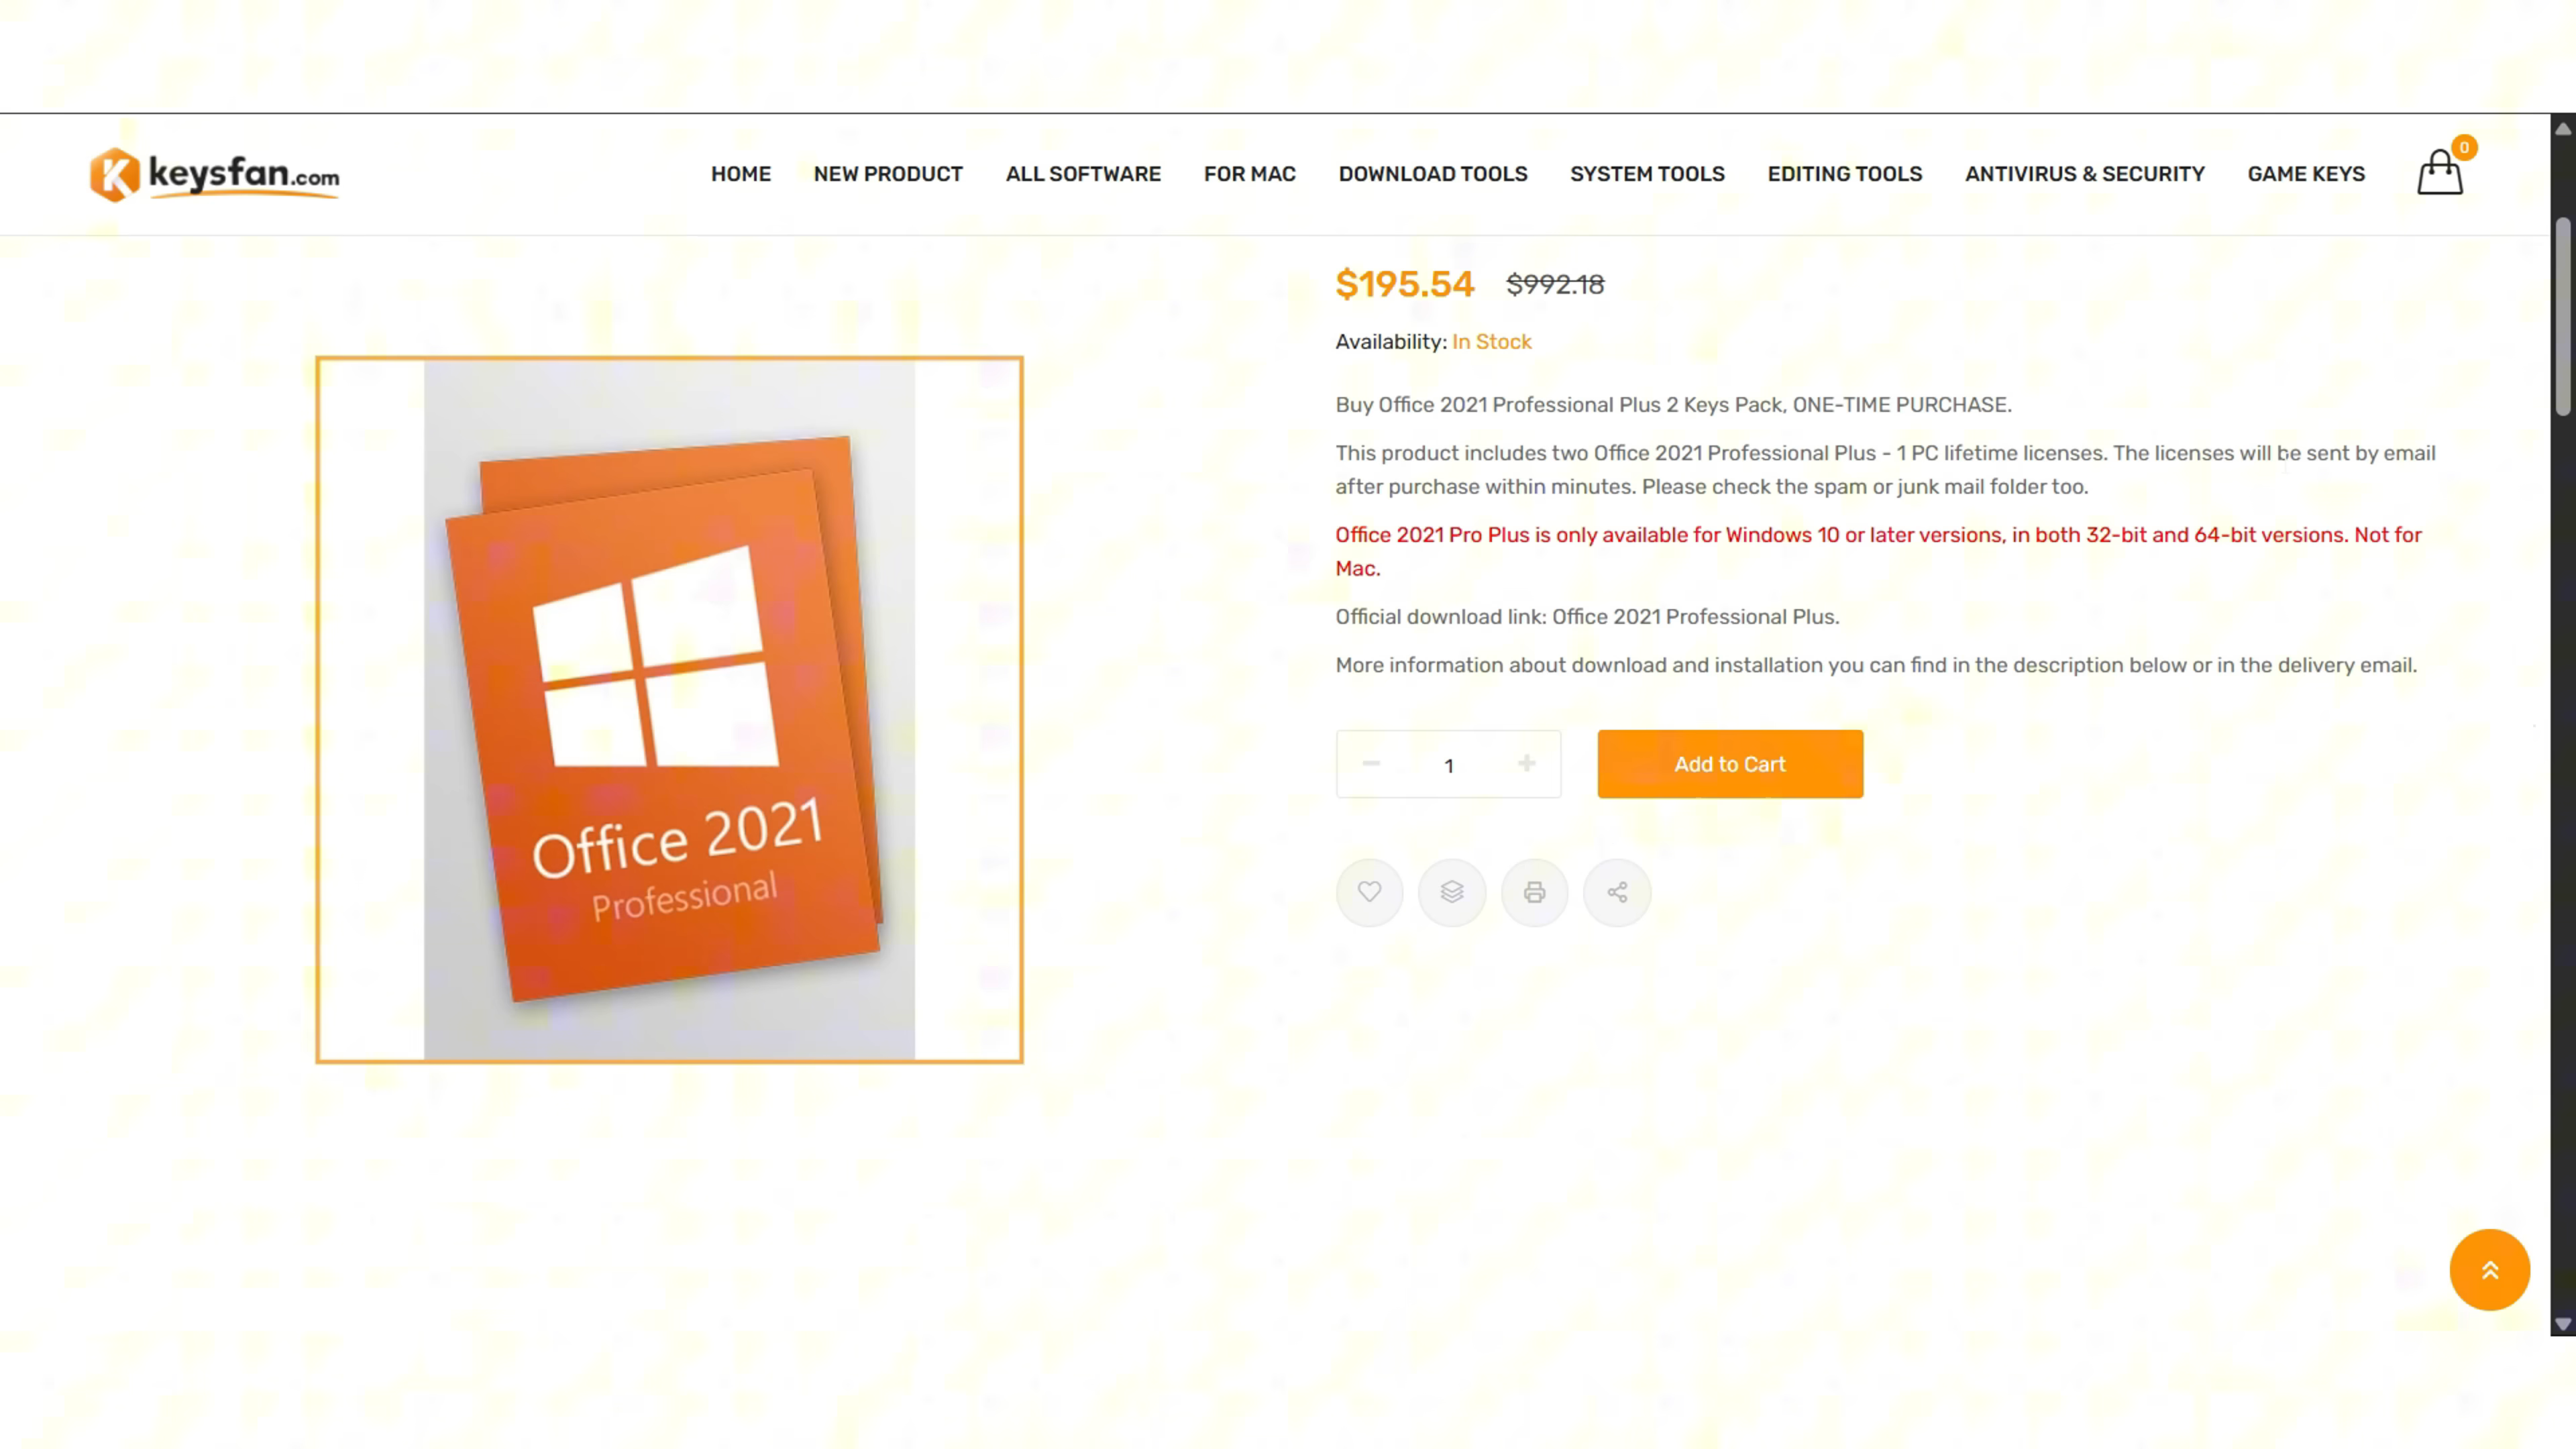 keysfan.com
HOME
NEW PRODUCT
ALL SOFTWARE
FOR MAC
DOWNLOAD TOOLS
SYSTEM TOOLS
EDITING TOOLS
ANTIVIRUS & SECURITY
GAME KEYS
0
$195.54 $992.18
Availability: In Stock
Buy Office 2021 Professional Plus 2 Keys Pack, ONE-TIME PURCHASE.
This product includes two Office 2021 Professional Plus - 1 PC lifetime licenses. The licenses will be sent by email
after purchase within minutes. Please check the spam or junk mail folder too.
Office 2021 Pro Plus is only available for Windows 10 or later versions, in both 32-bit and 64-bit versions. Not for
Mac.
Official download link: Office 2021 Professional Plus.
More information about download and installation you can find in the description below or in the delivery email.
1
Add to Cart
Office 2021
Professional